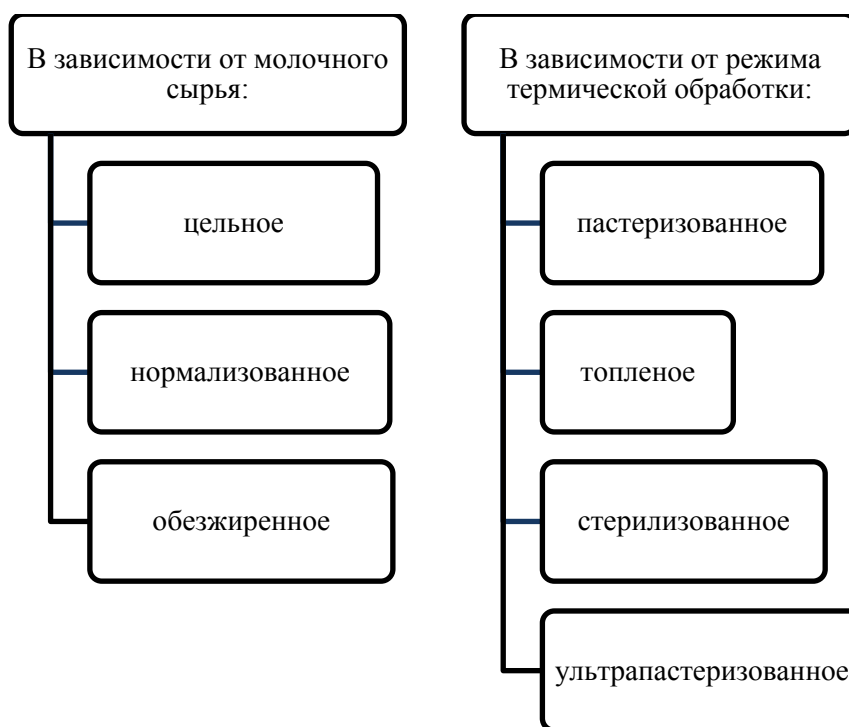 В зависимости от молочного
сырья:
цельное
нормализованное
обезжиренное
В зависимости от режима
термической обработки:
пастеризованное
топленое
стерилизованное
ультрапастеризованное